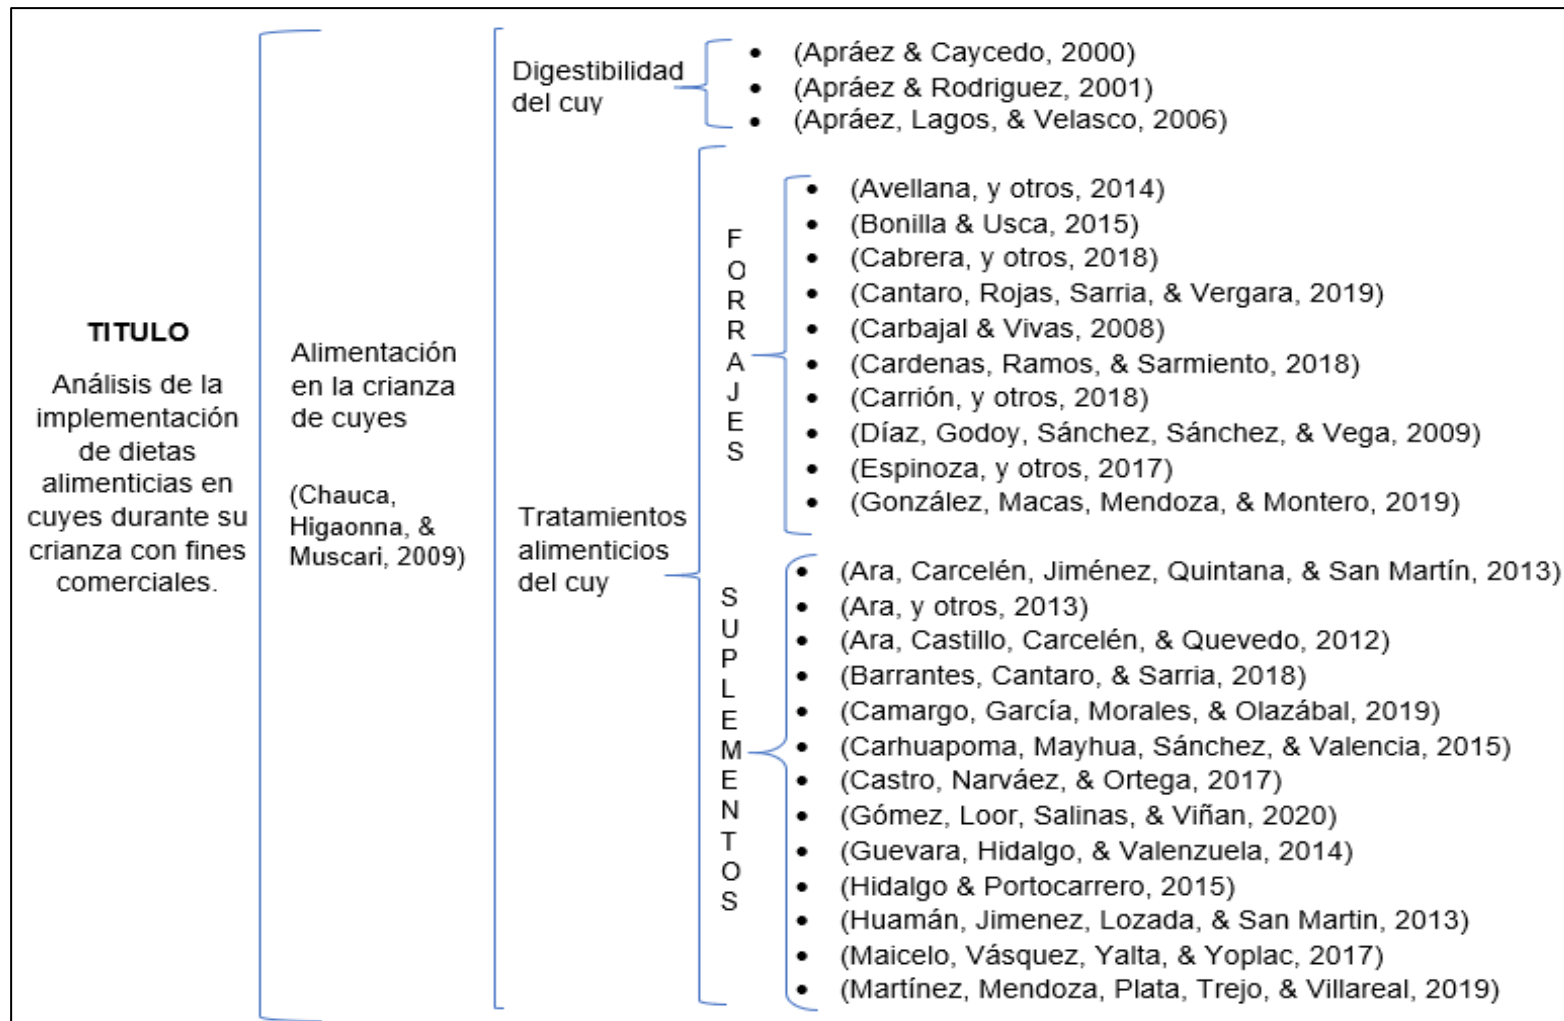 TITULO
Análisis de la
implementación
de dietas
alimenticias en
cuyes durante su
crianza con fines
comerciales.
Alimentación
en la crianza
de cuyes
(Chauca,
Higaonna, &
Muscari, 2009)
Digestibilidad
del cuy
• (Apráez & Caycedo, 2000)
• (Apráez & Rodriguez, 2001)
• (Apráez, Lagos, & Velasco, 2006)
Tratamientos
alimenticios
del cuy
F
O
R
R
A
J
E
S
• (Avellana, y otros, 2014)
• (Bonilla & Usca, 2015)
• (Cabrera, y otros, 2018)
• (Cantaro, Rojas, Sarria, & Vergara, 2019)
• (Carbajal & Vivas, 2008)
• (Cardenas, Ramos, & Sarmiento, 2018)
• (Carrión, y otros, 2018)
• (Díaz, Godoy, Sánchez, Sánchez, & Vega, 2009)
• (Espinoza, y otros, 2017)
• (González, Macas, Mendoza, & Montero, 2019)
S
U
P
L
E
M
E
N
T
O
S
• (Ara, Carcelén, Jiménez, Quintana, & San Martín, 2013)
• (Ara, y otros, 2013)
• (Ara, Castillo, Carcelén, & Quevedo, 2012)
• (Barrantes, Cantaro, & Sarria, 2018)
• (Camargo, García, Morales, & Olazábal, 2019)
• (Carhuapoma, Mayhua, Sánchez, & Valencia, 2015)
• (Castro, Narváez, & Ortega, 2017)
• (Gómez, Loor, Salinas, & Viñan, 2020)
• (Guevara, Hidalgo, & Valenzuela, 2014)
• (Hidalgo & Portocarrero, 2015)
• (Huamán, Jimenez, Lozada, & San Martin, 2013)
• (Maicelo, Vásquez, Yalta, & Yoplac, 2017)
• (Martínez, Mendoza, Plata, Trejo, & Villareal, 2019)